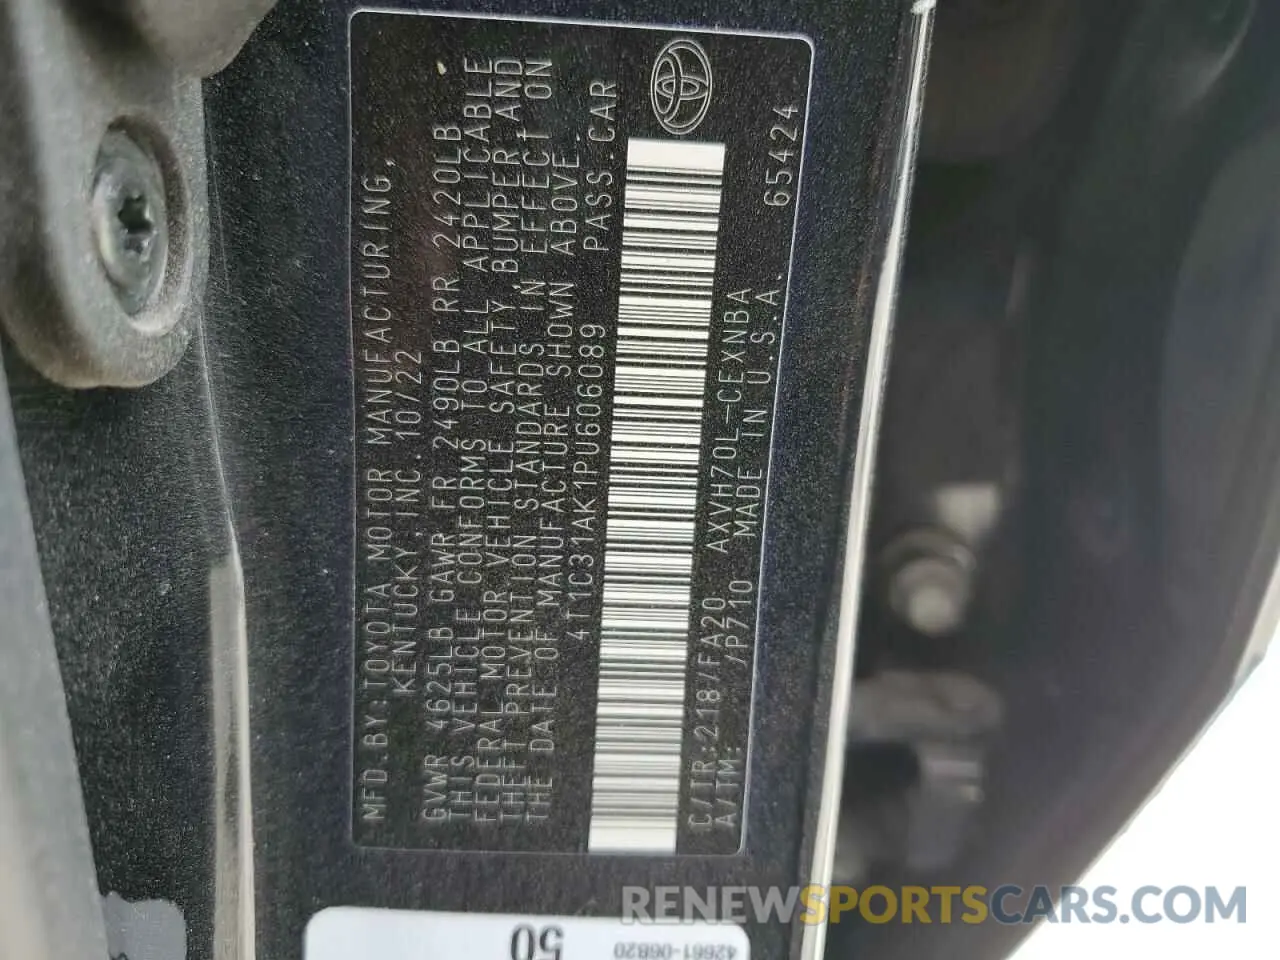 MFD.BY:TOYOTA MOTOR MANUFACTURING,
KENTUCKY,INC. 10/22
GVWR 4625LB GAWR FR 2490LB RR 2420LB
THIS VEHICLE CONFORMS TO ALL APPLICABLE
FEDERAL MOTOR VEHICLE SAFETY,BUMPER AND
THEFT PREVENTION STANDARDS IN EFFECT ON
THE DATE OF MANUFACTURE SHOWN ABOVE.
4T1C31AK1PU606089 PASS.CAR
C/TR:218/FA20 AXVH70L-CEXNBA
A/TM: /P710 MADE IN U.S.A. 65424
50
42661-06B20
RENEWSPORTSCARS.COM